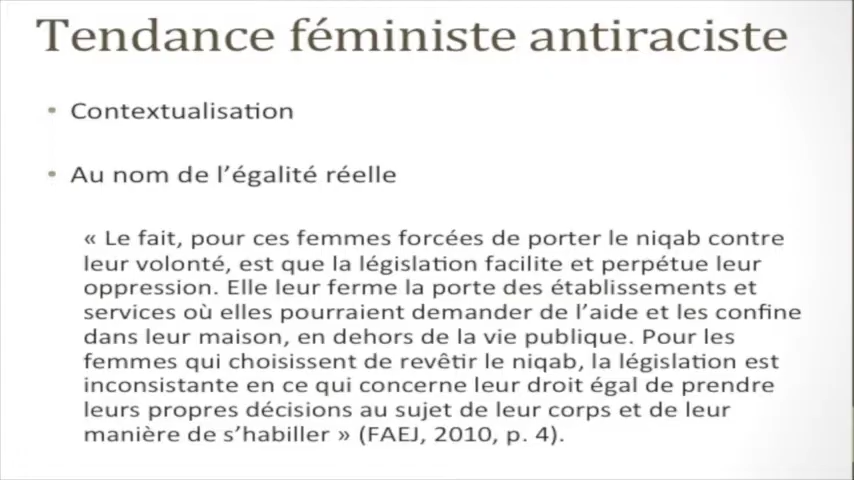 Tendance féministe antiraciste
• Contextualisation
• Au nom de l'égalité réelle
« Le fait, pour ces femmes forcées de porter le niqab contre
leur volonté, est que la législation facilite et perpétue leur
oppression. Elle leur ferme la porte des établissements et
services où elles pourraient demander de l'aide et les confine
dans leur maison, en dehors de la vie publique. Pour les
femmes qui choisissent de revêtir le niqab, la législation est
inconsistante en ce qui concerne leur droit égal de prendre
leurs propres décisions au sujet de leur corps et de leur
manière de s'habiller » (FAEJ, 2010, p. 4).